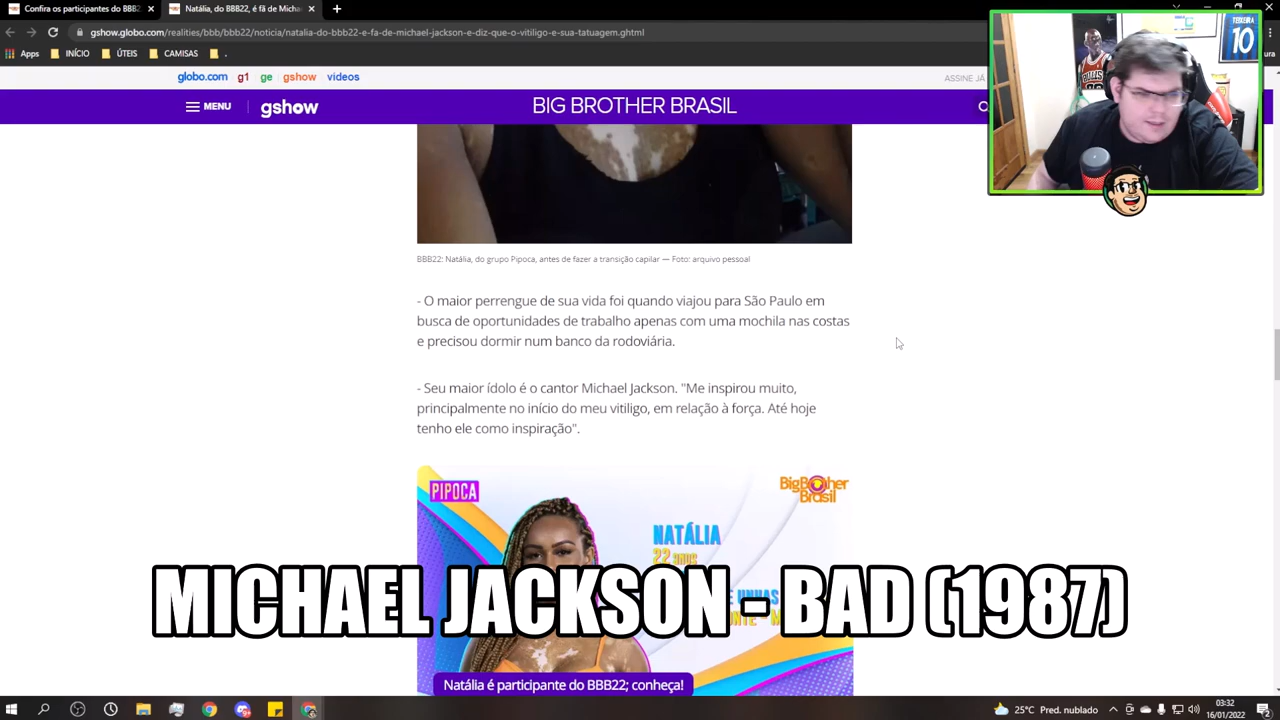 Confira os participantes do BBB2
Natália, do BBB22, é fã de Micha
gshow.globo.com/realities/bbb/bbb22/noticia/natalia-do-bbb22-e-fa-de-michael-jackson-e-diz-que-o-vitiligo-e-sua-tatuagem.ghtml
Apps INÍCIO ÚTEIS CAMISAS
globo.com g1 ge gshow videos
ASSINE JÁ
MENU gshow BIG BROTHER BRASIL
TEIXEIRA
10
BBB22: Natália, do grupo Pipoca, antes de fazer a transição capilar — Foto: arquivo pessoal
- O maior perrengue de sua vida foi quando viajou para São Paulo em
busca de oportunidades de trabalho apenas com uma mochila nas costas
e precisou dormir num banco da rodoviária.
- Seu maior ídolo é o cantor Michael Jackson. "Me inspirou muito,
principalmente no início do meu vitiligo, em relação à força. Até hoje
tenho ele como inspiração".
PIPOCA
Big Brother
Brasil
NATÁLIA
22 anos
E UNHAS
MICHAEL JACKSON - BAD (1987)
Natália é participante do BBB22; conheça!
25°C Pred. nublado
03:32
16/01/2022